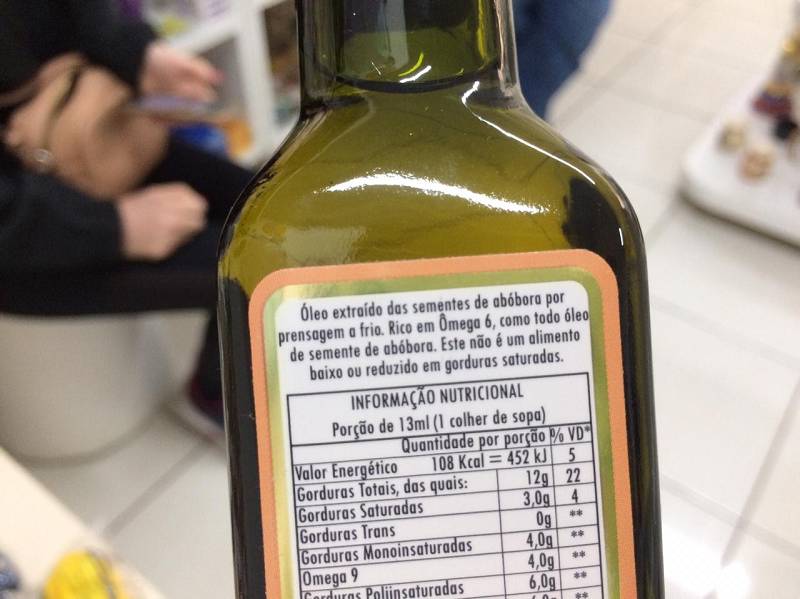 Óleo extraído das sementes de abóbora por
prensagem a frio. Rico em Ômega 6, como todo óleo
de semente de abóbora. Este não é um alimento
baixo ou reduzido em gorduras saturadas.
INFORMAÇÃO NUTRICIONAL
Porção de 13ml (1 colher de sopa)
Quantidade por porção % VD*
Valor Energético 108 Kcal = 452 kJ 5
Gorduras Totais, das quais: 12g 22
Gorduras Saturadas 3,0g 4
Gorduras Trans 0g **
Gorduras Monoinsaturadas 4,0g **
Omega 9 4,0g **
Gorduras Poliinsaturadas 6,0g **
**